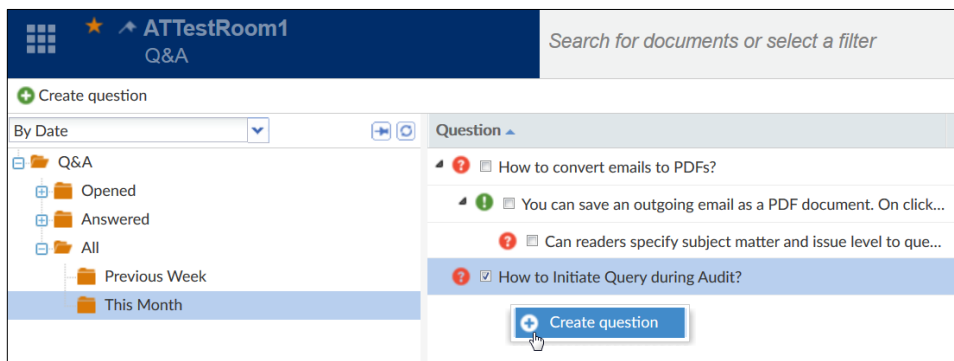 ATTestRoom1
Q&A
Search for documents or select a filter
Create question
By Date
Q&A
Opened
Answered
All
Previous Week
This Month
Question
How to convert emails to PDFs?
You can save an outgoing email as a PDF document. On click...
Can readers specify subject matter and issue level to que...
How to Initiate Query during Audit?
Create question